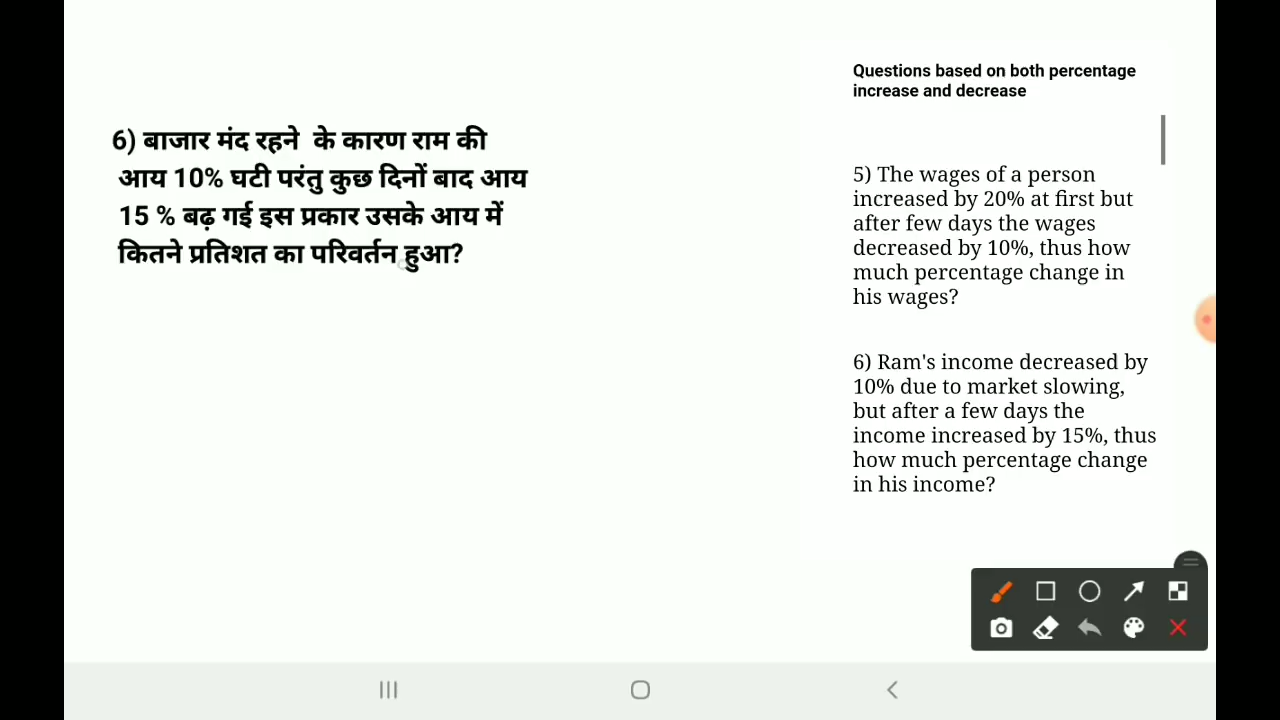 6) बाजार मंद रहने के कारण राम की
आय 10% घटी परंतु कुछ दिनों बाद आय
15 % बढ़ गई इस प्रकार उसके आय में
कितने प्रतिशत का परिवर्तन हुआ?
Questions based on both percentage
increase and decrease
5) The wages of a person
increased by 20% at first but
after few days the wages
decreased by 10%, thus how
much percentage change in
his wages?
6) Ram's income decreased by
10% due to market slowing,
but after a few days the
income increased by 15%, thus
how much percentage change
in his income?